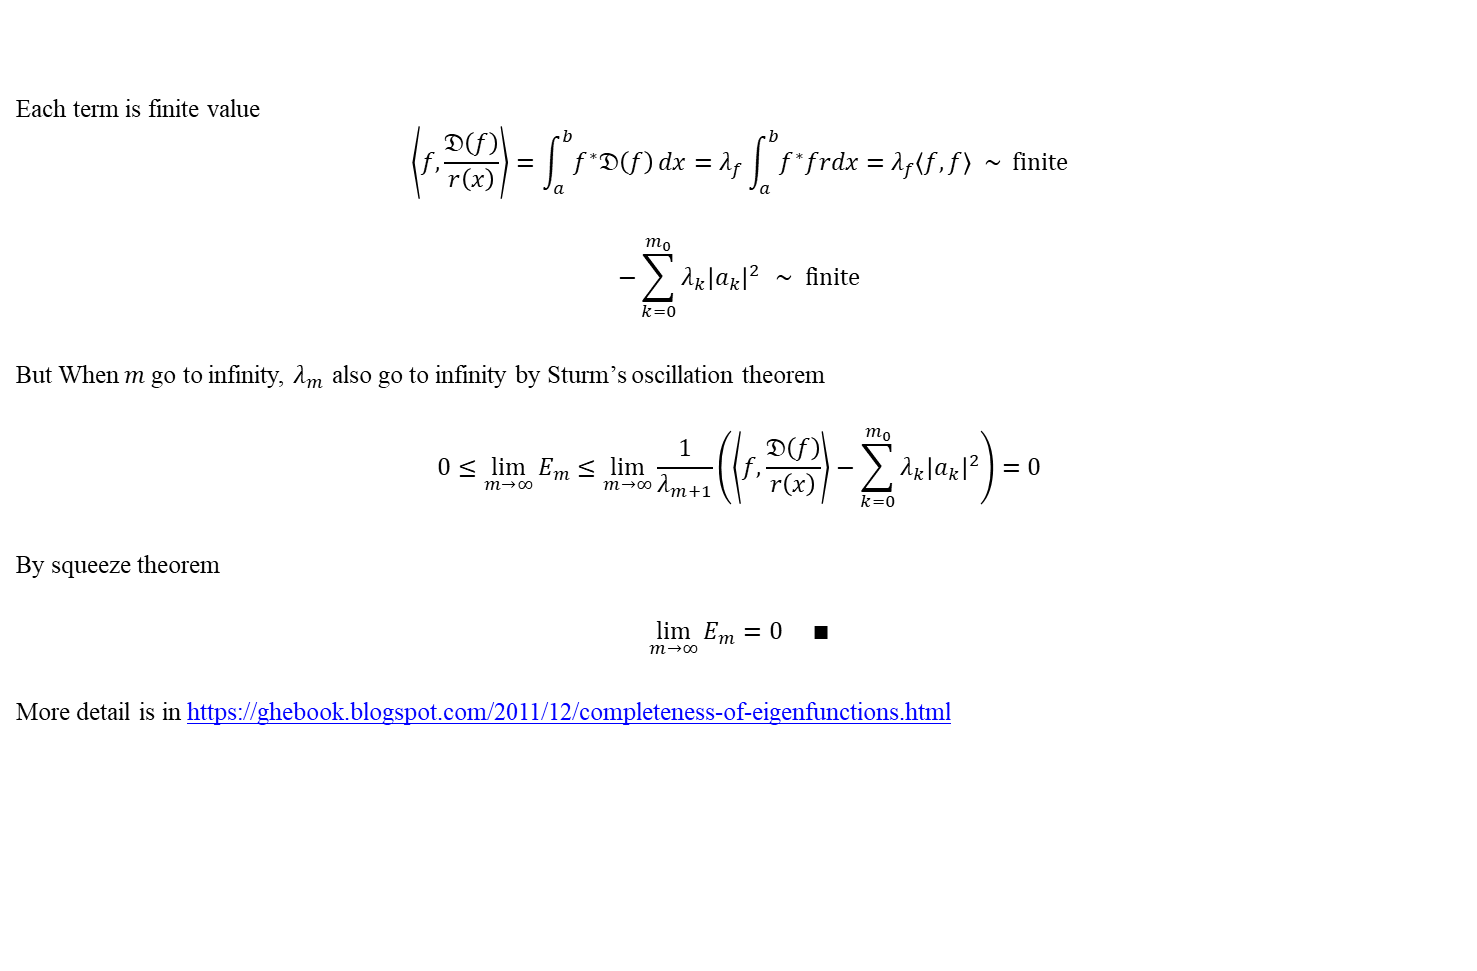 Each term is finite value
⟨f, 𝔇(f)/r(x)⟩ = ∫_a^b f*𝔇(f) dx = λ_f ∫_a^b f*frdx = λ_f⟨f, f⟩ ~ finite
−∑_{k=0}^{m₀} λ_k|a_k|² ~ finite
But When m go to infinity, λ_m also go to infinity by Sturm’s oscillation theorem
0 ≤ lim_{m→∞} E_m ≤ lim_{m→∞} 1/λ_{m+1} (⟨f, 𝔇(f)/r(x)⟩ − ∑_{k=0}^{m₀} λ_k|a_k|²) = 0
By squeeze theorem
lim_{m→∞} E_m = 0 ■
More detail is in https://ghebook.blogspot.com/2011/12/completeness-of-eigenfunctions.html